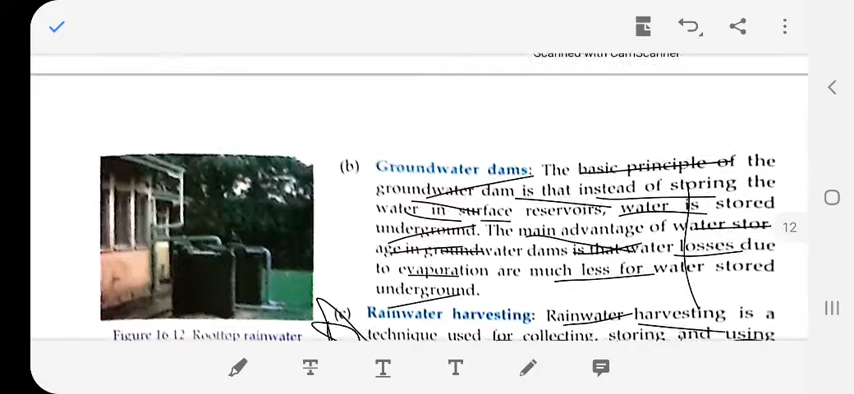 Scanned with CamScanner
(b) Groundwater dams: The basic principle of the
groundwater dam is that instead of storing the
water in surface reservoirs, water is stored
underground. The main advantage of water stor
age in groundwater dams is that water losses due
to evaporation are much less for water stored
underground.
(c) Rainwater harvesting: Rainwater harvesting is a
technique used for collecting, storing and using
Figure 16.12 Rooftop rainwater
12
T
T
T